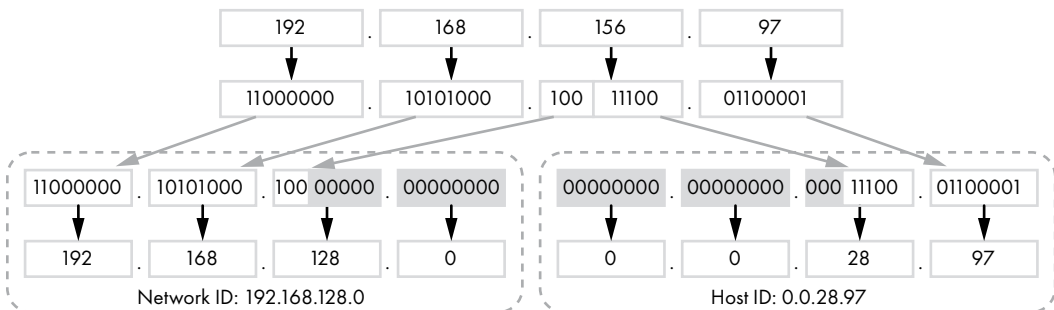 192 . 168 . 156 . 97
11000000 . 10101000 . 100 11100 . 01100001
11000000 . 10101000 . 100 00000 . 00000000 00000000 . 00000000 . 000 11100 . 01100001
192 . 168 . 128 . 0 0 . 0 . 28 . 97
Network ID: 192.168.128.0 Host ID: 0.0.28.97